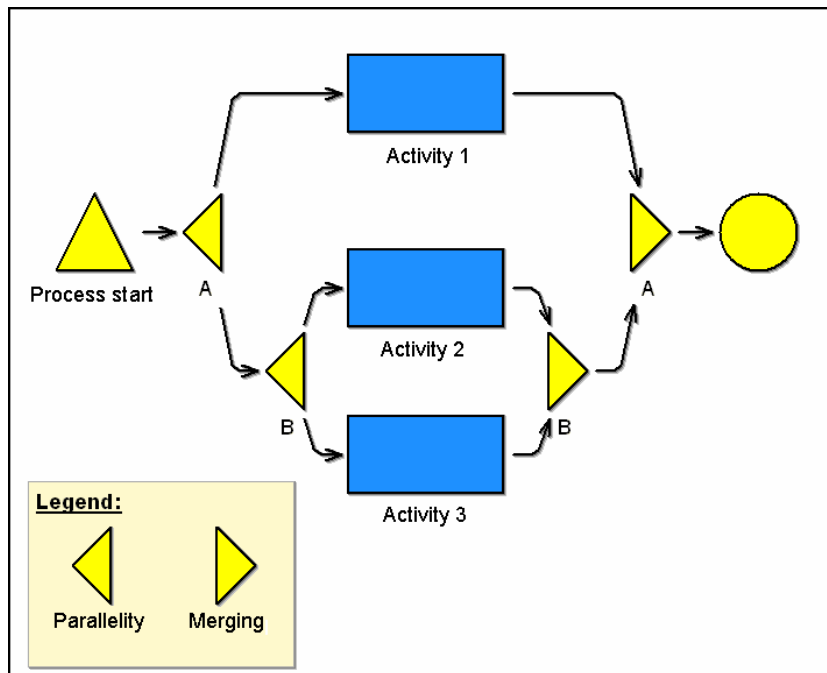 Activity 1
Process start
A
A
Activity 2
B
B
Activity 3
Legend:
Parallelity
Merging